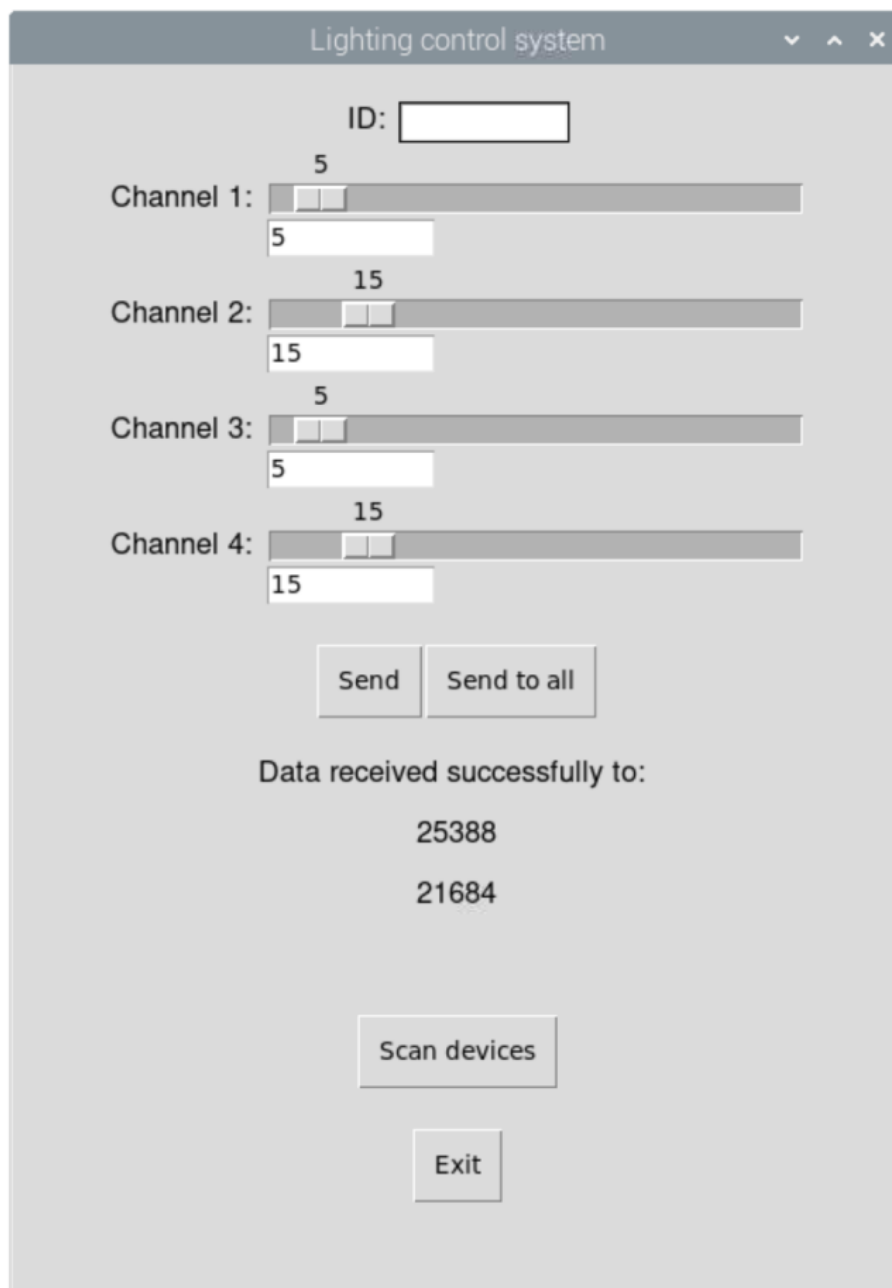 Lighting control system
ID:
5
Channel 1:
5
15
Channel 2:
15
5
Channel 3:
5
15
Channel 4:
15
Send Send to all
Data received successfully to:
25388
21684
Scan devices
Exit